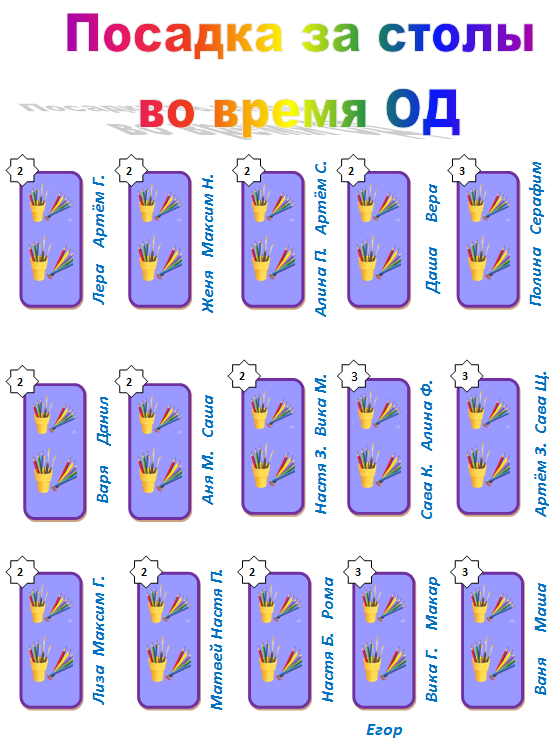 Посадка за столы
во время ОД
2
Лера Артём Г.
2
Женя Максим Н.
2
Алина П. Артём С.
2
Даша Вера
3
Полина Серафим
2
Варя Данил
2
Аня М. Саша
2
Настя З. Вика М.
3
Сава К. Алина Ф.
3
Артём З. Сава Щ.
2
Лиза Максим Г.
2
Матвей Настя П.
2
Настя Б. Рома
3
Вика Г. Макар
3
Ваня Маша
Егор